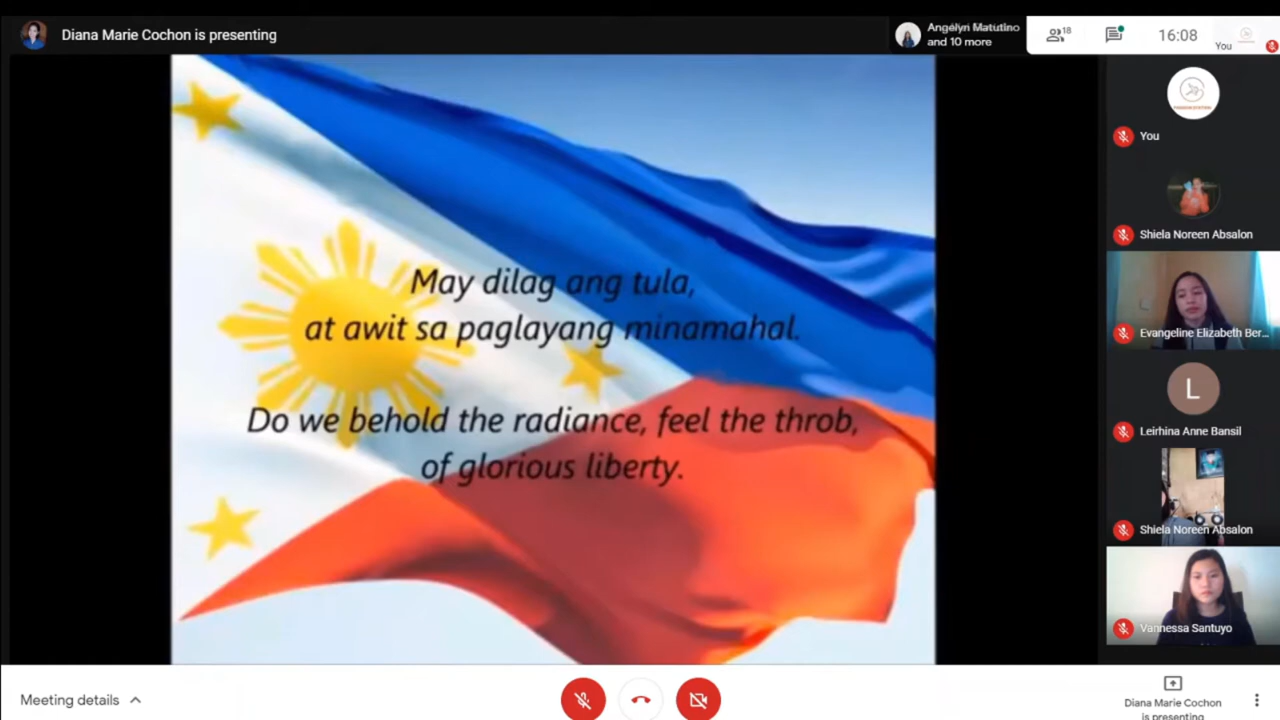 Diana Marie Cochon is presenting
Angelyn Matutino
and 10 more
18
16:08
You
You
Shiela Noreen Absalon
Evangeline Elizabeth Ber...
L
Leirhina Anne Bansil
Shiela Noreen Absalon
Vannessa Santuyo
May dilag ang tula,
at awit sa paglayang minamahal.
Do we behold the radiance, feel the throb,
of glorious liberty.
Meeting details
Diana Marie Cochon
is presenting